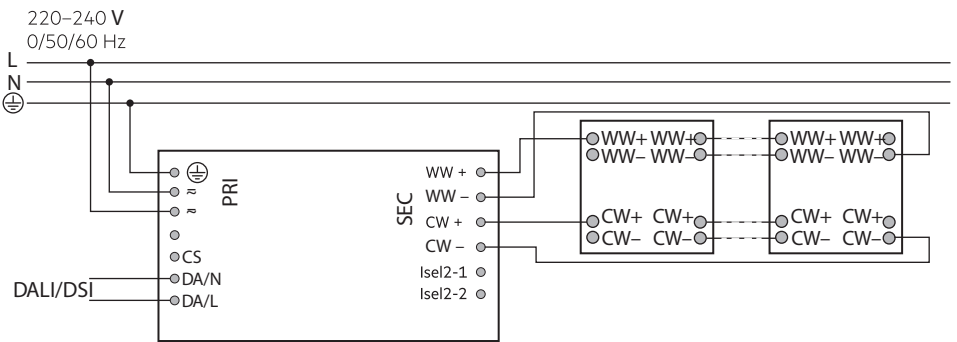 220–240 V
0/50/60 Hz
L
N
PRI
≈
≈
CS
DA/N
DA/L
DALI/DSI
SEC
WW +
WW –
CW +
CW –
Isel2-1
Isel2-2
WW+ WW+
WW– WW–
CW+ CW+
CW– CW–
WW+ WW+
WW– WW–
CW+ CW+
CW– CW–